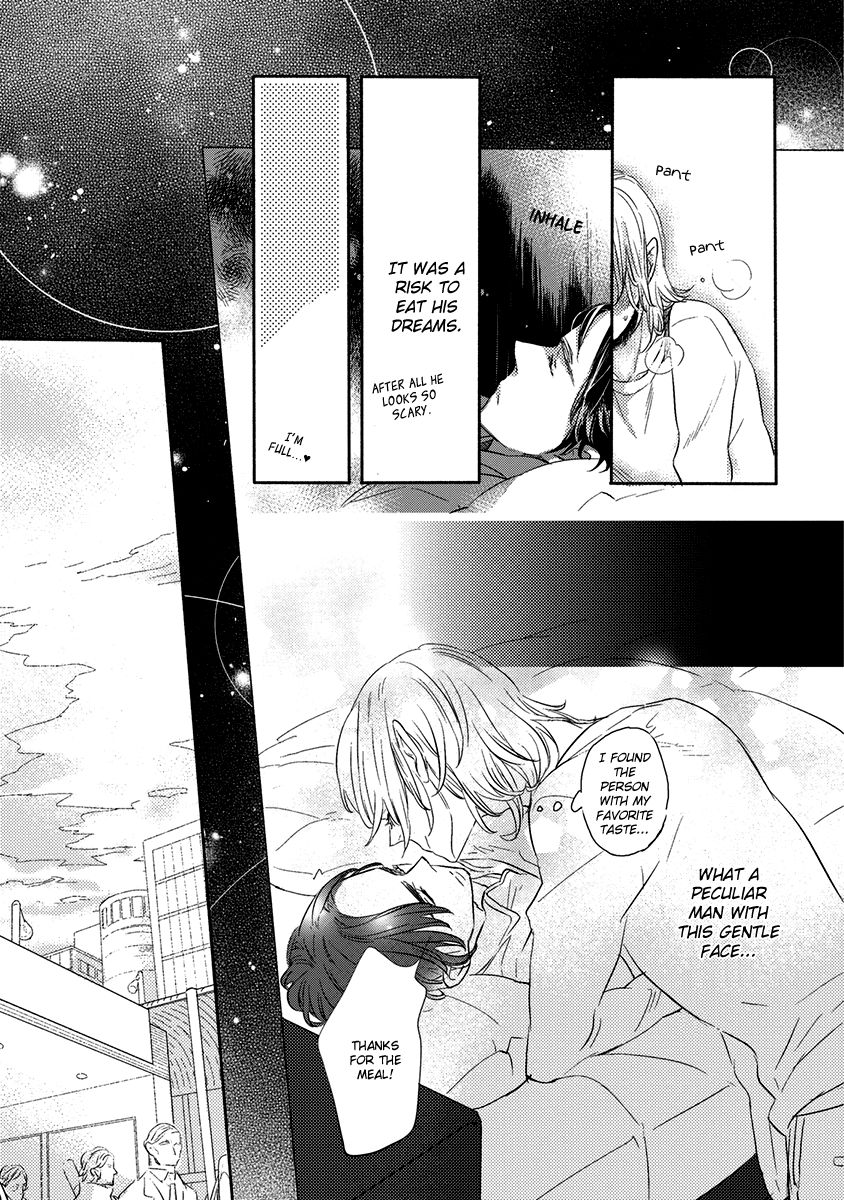 Pant
Pant
INHALE
IT WAS A
RISK TO
EAT HIS
DREAMS.
AFTER ALL HE
LOOKS SO
SCARY.
I'M
FULL...♥
I FOUND
THE
PERSON
WITH MY
FAVORITE
TASTE...
WHAT A
PECULIAR
MAN WITH
THIS GENTLE
FACE...
THANKS
FOR THE
MEAL!